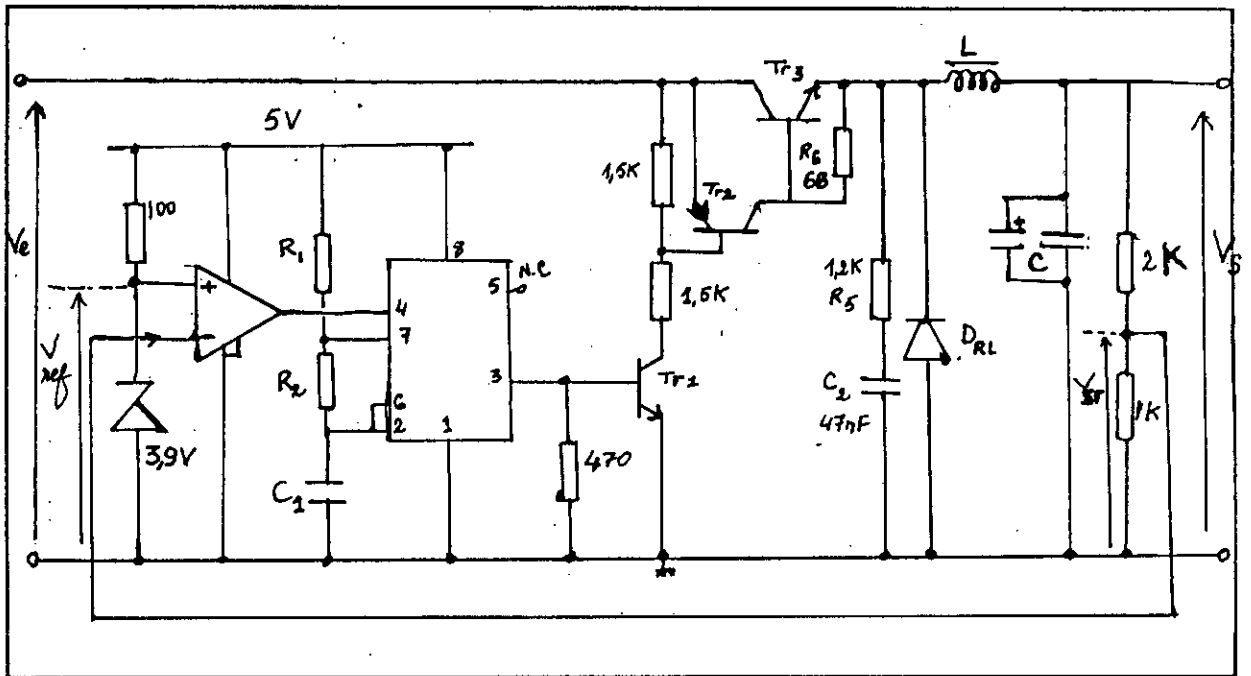 L
Tr3
5V
8
N.C
5
R6
68
1,5K
Tr2
100
Ve
R1
C
2K
Vs
+
4
7
1,2K
R5
1,5K
V
ref
-
R2
3
Tr1
DRL
6
2
1
C2
47nF
1K
3,9V
470
C1